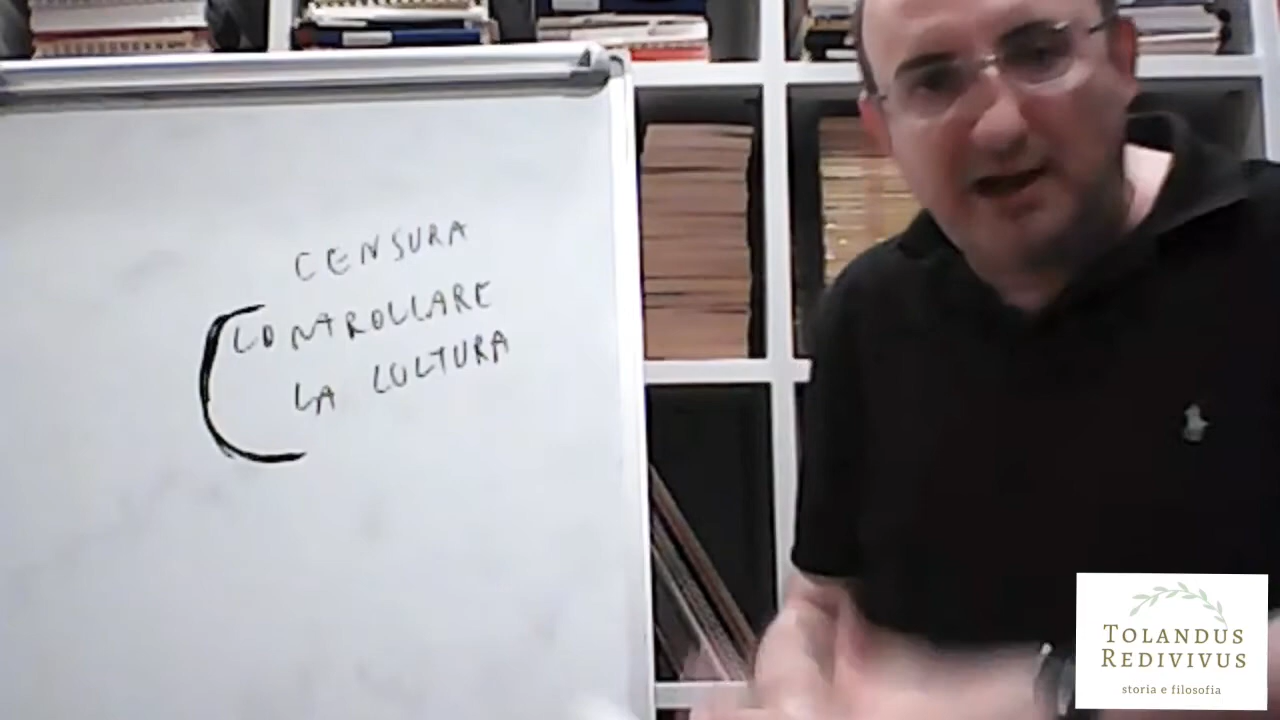 CENSURA
CONTROLLARE
LA CULTURA
TOLANDUS
REDIVIVUS
storia e filosofia